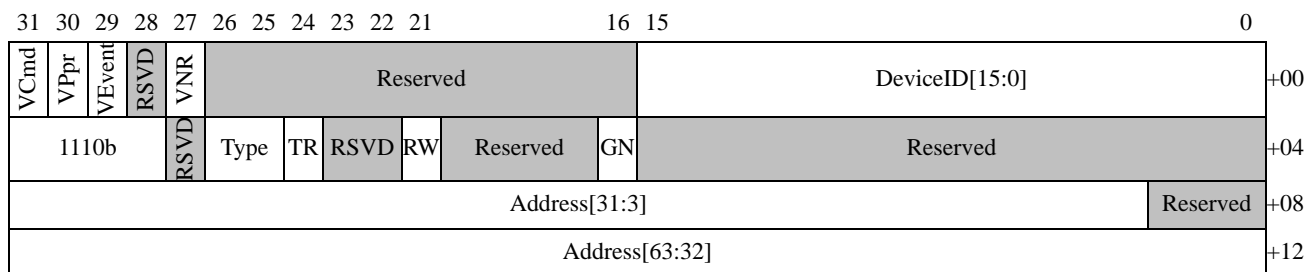 31 30 29 28 27 26 25 24 23 22 21 16 15 0
VCmd VPpr VEvent RSVD VNR Reserved DeviceID[15:0] +00
1110b RSVD Type TR RSVD RW Reserved GN Reserved +04
Address[31:3] Reserved +08
Address[63:32] +12